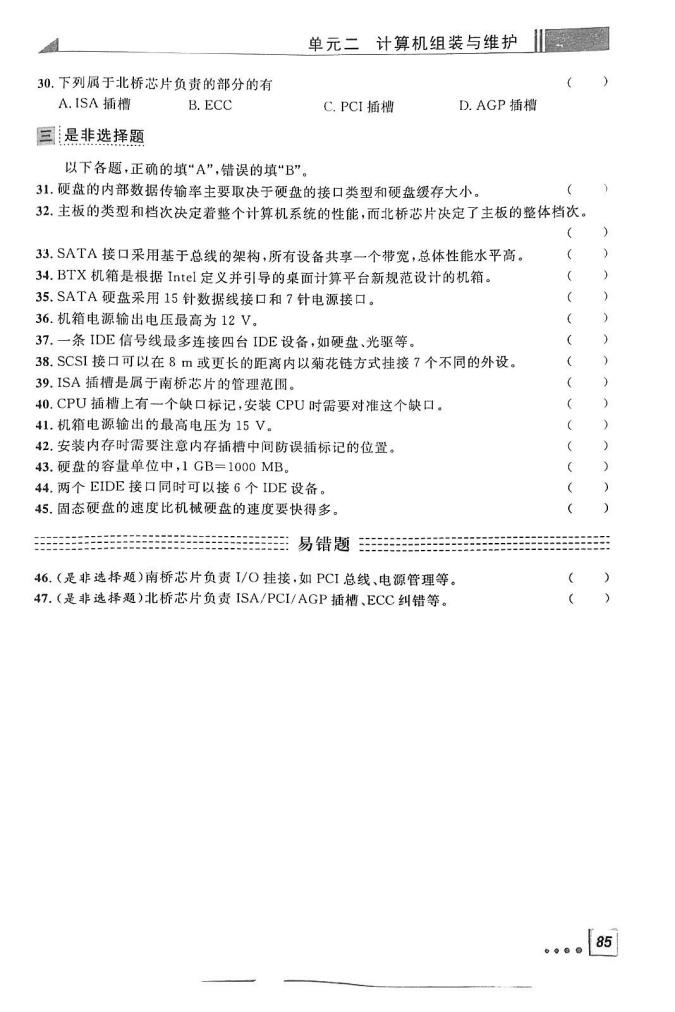 单元二 计算机组装与维护
30. 下列属于北桥芯片负责的部分的有 ( )
A. ISA 插槽 B. ECC C. PCI 插槽 D. AGP 插槽
三 是非选择题
以下各题,正确的填“A”,错误的填“B”。
31. 硬盘的内部数据传输率主要取决于硬盘的接口类型和硬盘缓存大小。 ( )
32. 主板的类型和档次决定着整个计算机系统的性能,而北桥芯片决定了主板的整体档次。
( )
33. SATA 接口采用基于总线的架构,所有设备共享一个带宽,总体性能水平高。 ( )
34. BTX 机箱是根据 Intel 定义并引导的桌面计算平台新规范设计的机箱。 ( )
35. SATA 硬盘采用 15 针数据线接口和 7 针电源接口。 ( )
36. 机箱电源输出电压最高为 12 V。 ( )
37. 一条 IDE 信号线最多连接四台 IDE 设备,如硬盘、光驱等。 ( )
38. SCSI 接口可以在 8 m 或更长的距离内以菊花链方式挂接 7 个不同的外设。 ( )
39. ISA 插槽是属于南桥芯片的管理范围。 ( )
40. CPU 插槽上有一个缺口标记,安装 CPU 时需要对准这个缺口。 ( )
41. 机箱电源输出的最高电压为 15 V。 ( )
42. 安装内存时需要注意内存插槽中间防误插标记的位置。 ( )
43. 硬盘的容量单位中,1 GB=1000 MB。 ( )
44. 两个 EIDE 接口同时可以接 6 个 IDE 设备。 ( )
45. 固态硬盘的速度比机械硬盘的速度要快得多。 ( )
易错题
46. (是非选择题)南桥芯片负责 I/O 挂接,如 PCI 总线、电源管理等。 ( )
47. (是非选择题)北桥芯片负责 ISA/PCI/AGP 插槽、ECC 纠错等。 ( )
85